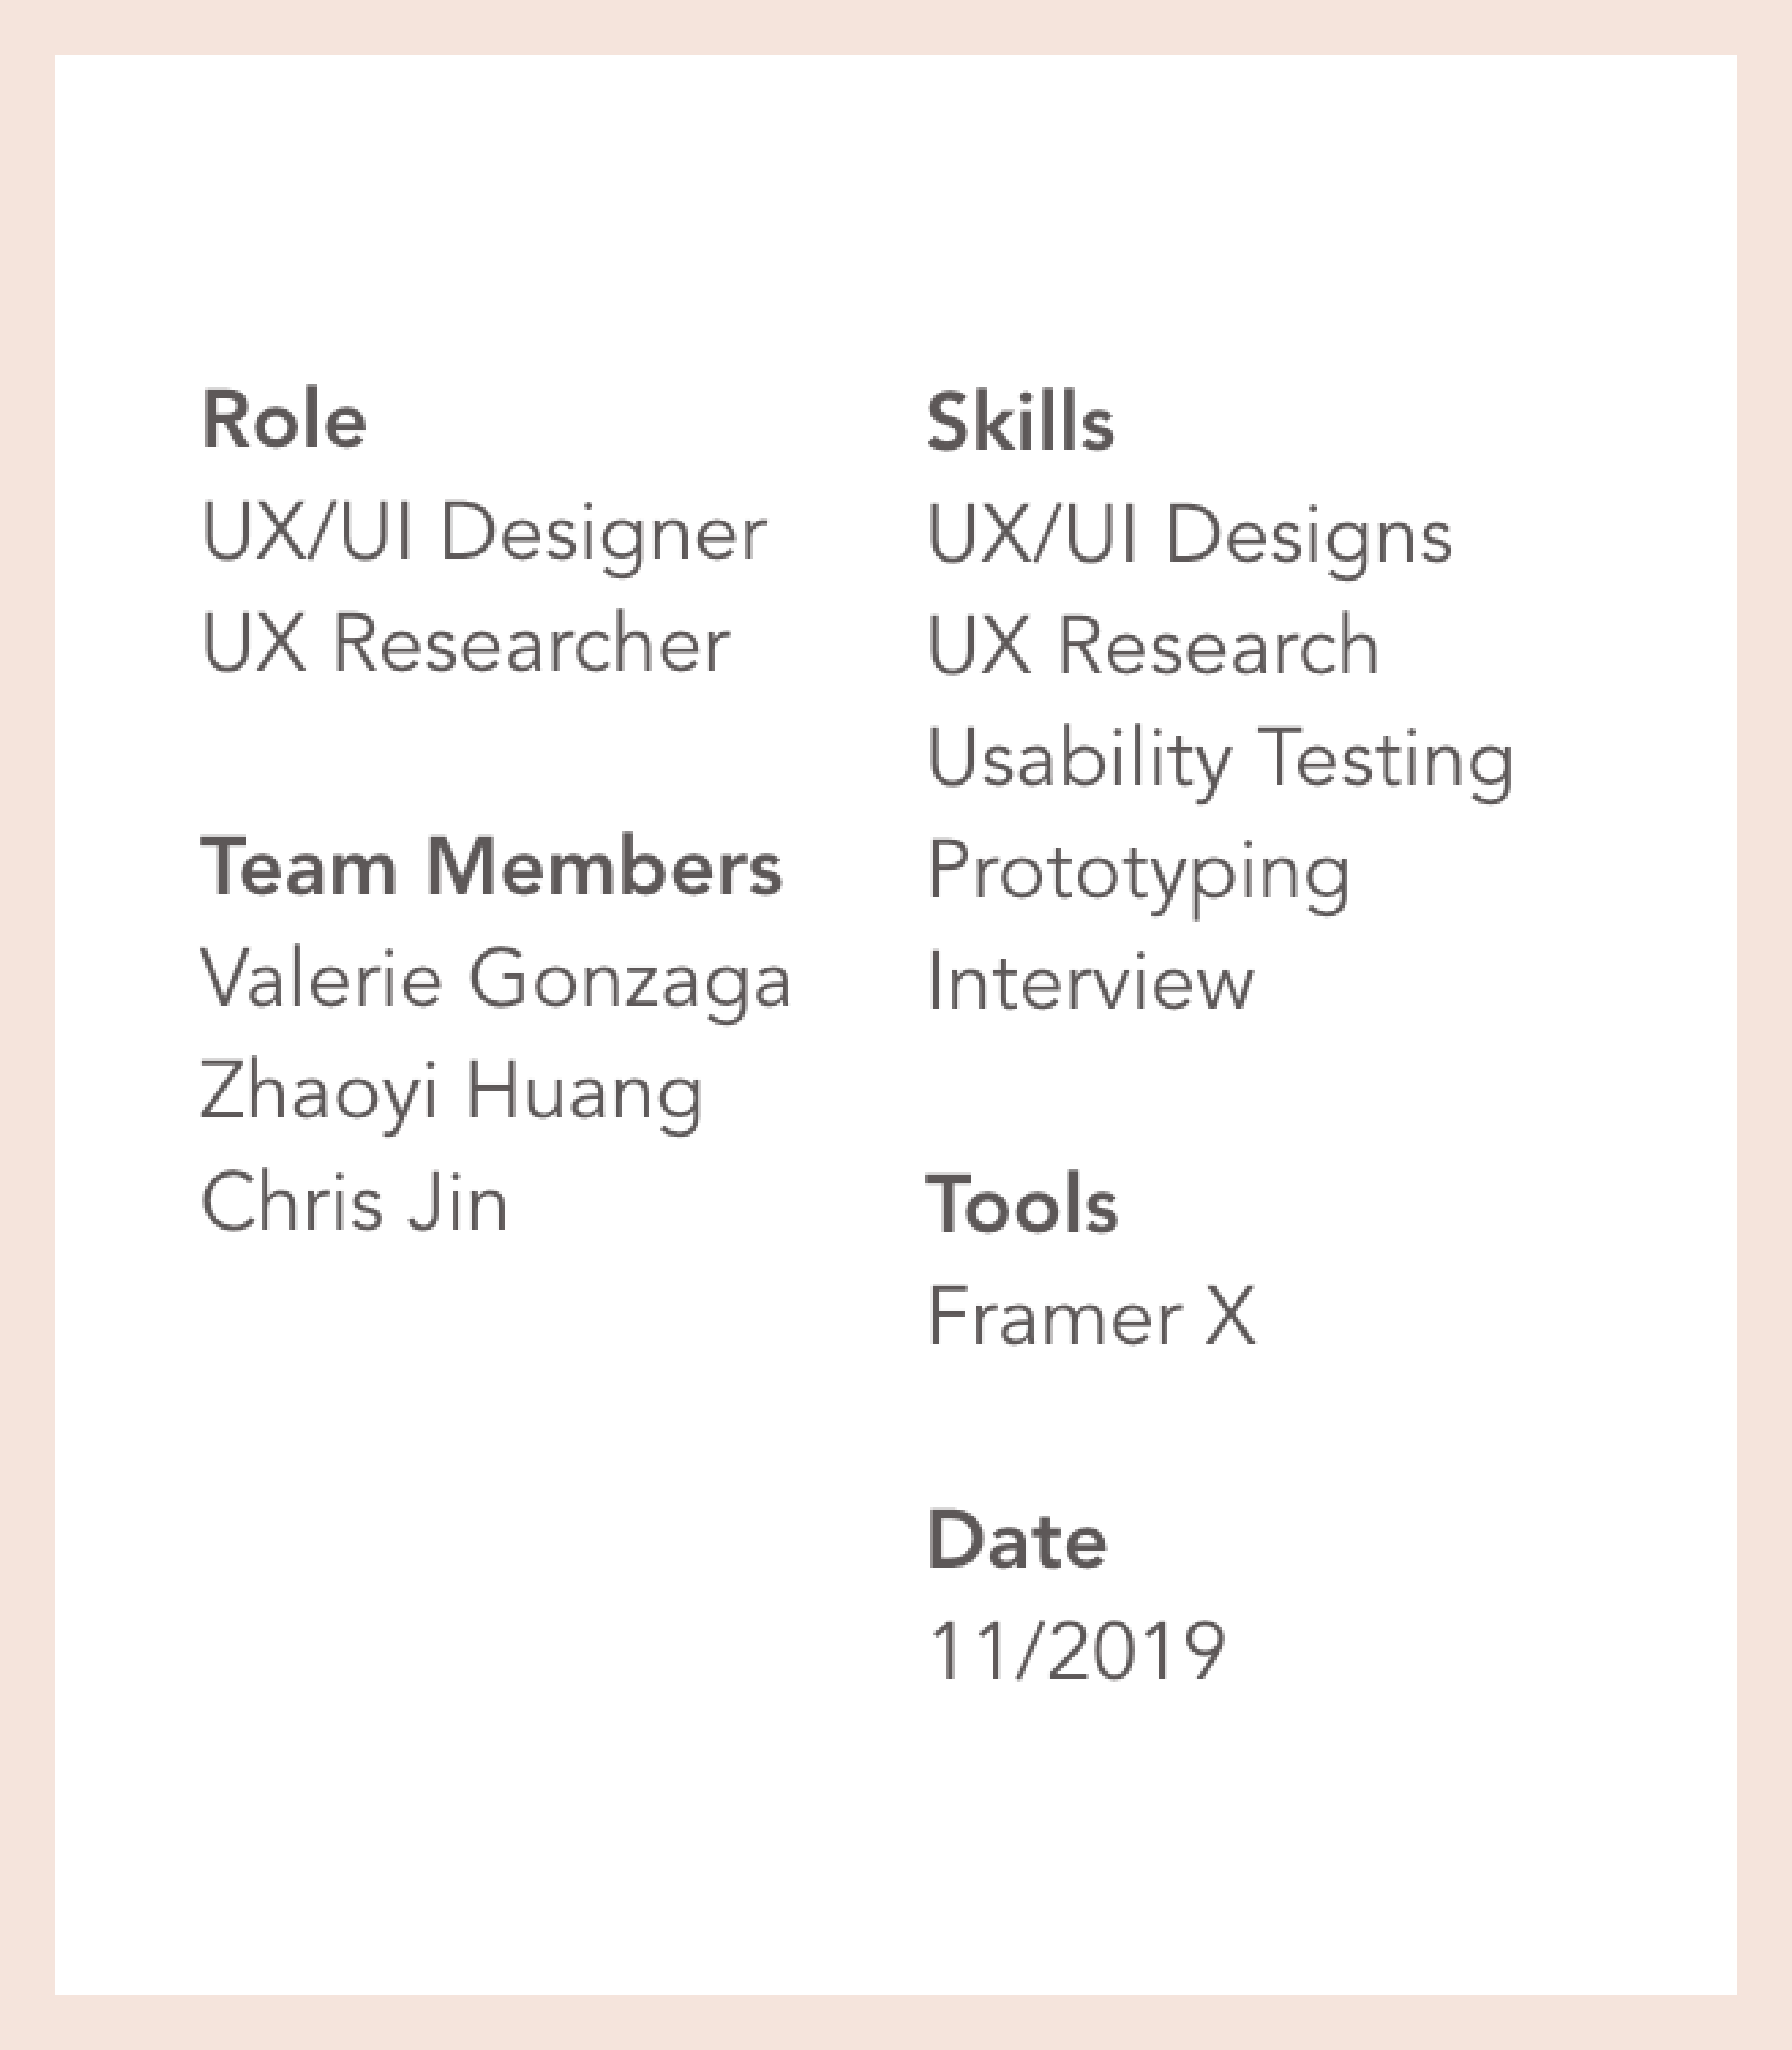 Role
UX/UI Designer
UX Researcher
Team Members
Valerie Gonzaga
Zhaoyi Huang
Chris Jin
Skills
UX/UI Designs
UX Research
Usability Testing
Prototyping
Interview
Tools
Framer X
Date
11/2019